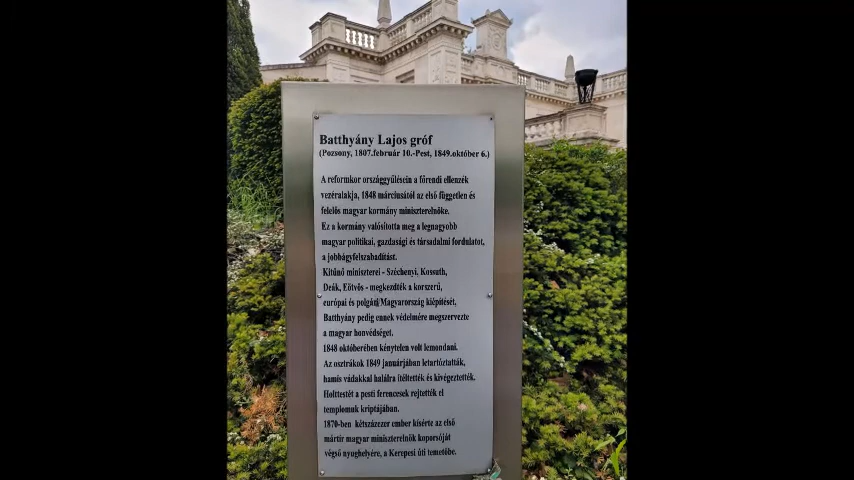 Batthyány Lajos gróf
(Pozsony, 1807.február 10.-Pest, 1849.október 6.)
A reformkor országgyűlésein a főrendi ellenzék
vezéralakja, 1848 márciusától az első független és
felelős magyar kormány miniszterelnöke.
Ez a kormány valósította meg a legnagyobb
magyar politikai, gazdasági és társadalmi fordulatot,
a jobbágyfelszabadítást.
Kitűnő miniszterei - Széchenyi, Kossuth,
Deák, Eötvös - megkezdték a korszerű,
európai és polgári Magyarország kiépítését,
Batthyány pedig ennek védelmére megszervezte
a magyar honvédséget.
1848 októberében kénytelen volt lemondani.
Az osztrákok 1849 januárjában letartóztatták,
hamis vádakkal halálra ítéltették és kivégeztették.
Holttestét a pesti ferencesek rejtették el
templomuk kriptájában.
1870-ben kétszázezer ember kísérte az első
mártír magyar miniszterelnök koporsóját
végső nyughelyére, a Kerepesi úti temetőbe.